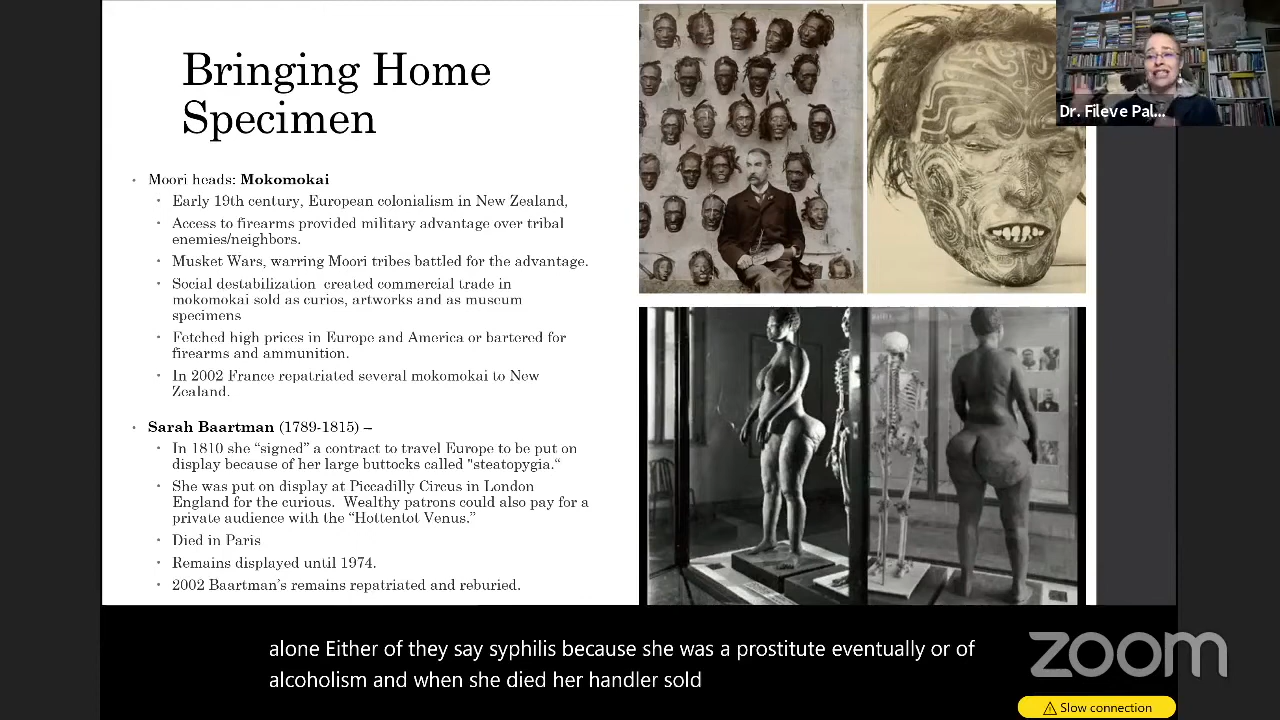 Bringing Home
Specimen
• Moori heads: Mokomokai
• Early 19th century, European colonialism in New Zealand,
• Access to firearms provided military advantage over tribal
enemies/neighbors.
• Musket Wars, warring Moori tribes battled for the advantage.
• Social destabilization  created commercial trade in
mokomokai sold as curios, artworks and as museum
specimens
• Fetched high prices in Europe and America or bartered for
firearms and ammunition.
• In 2002 France repatriated several mokomokai to New
Zealand.
• Sarah Baartman (1789-1815) –
• In 1810 she “signed” a contract to travel Europe to be put on
display because of her large buttocks called "steatopygia.“
• She was put on display at Piccadilly Circus in London
England for the curious.  Wealthy patrons could also pay for a
private audience with the “Hottentot Venus.”
• Died in Paris
• Remains displayed until 1974.
• 2002 Baartman’s remains repatriated and reburied.
Dr. Fileve Pal...
alone Either of they say syphilis because she was a prostitute eventually or of
alcoholism and when she died her handler sold
zoom
Slow connection